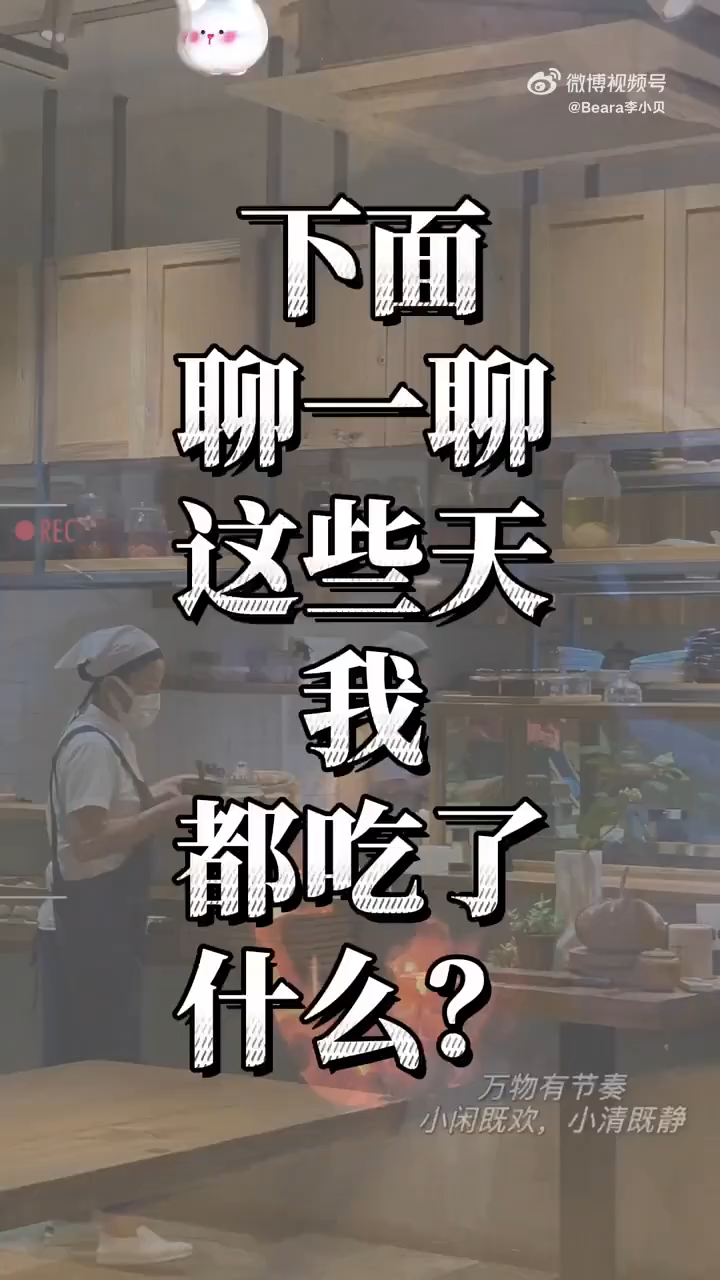 微博视频号
@Beara李小贝
下面
聊一聊
这些天
REC
我
都吃了
什么？
万物有节奏
小闲既欢，小清既静